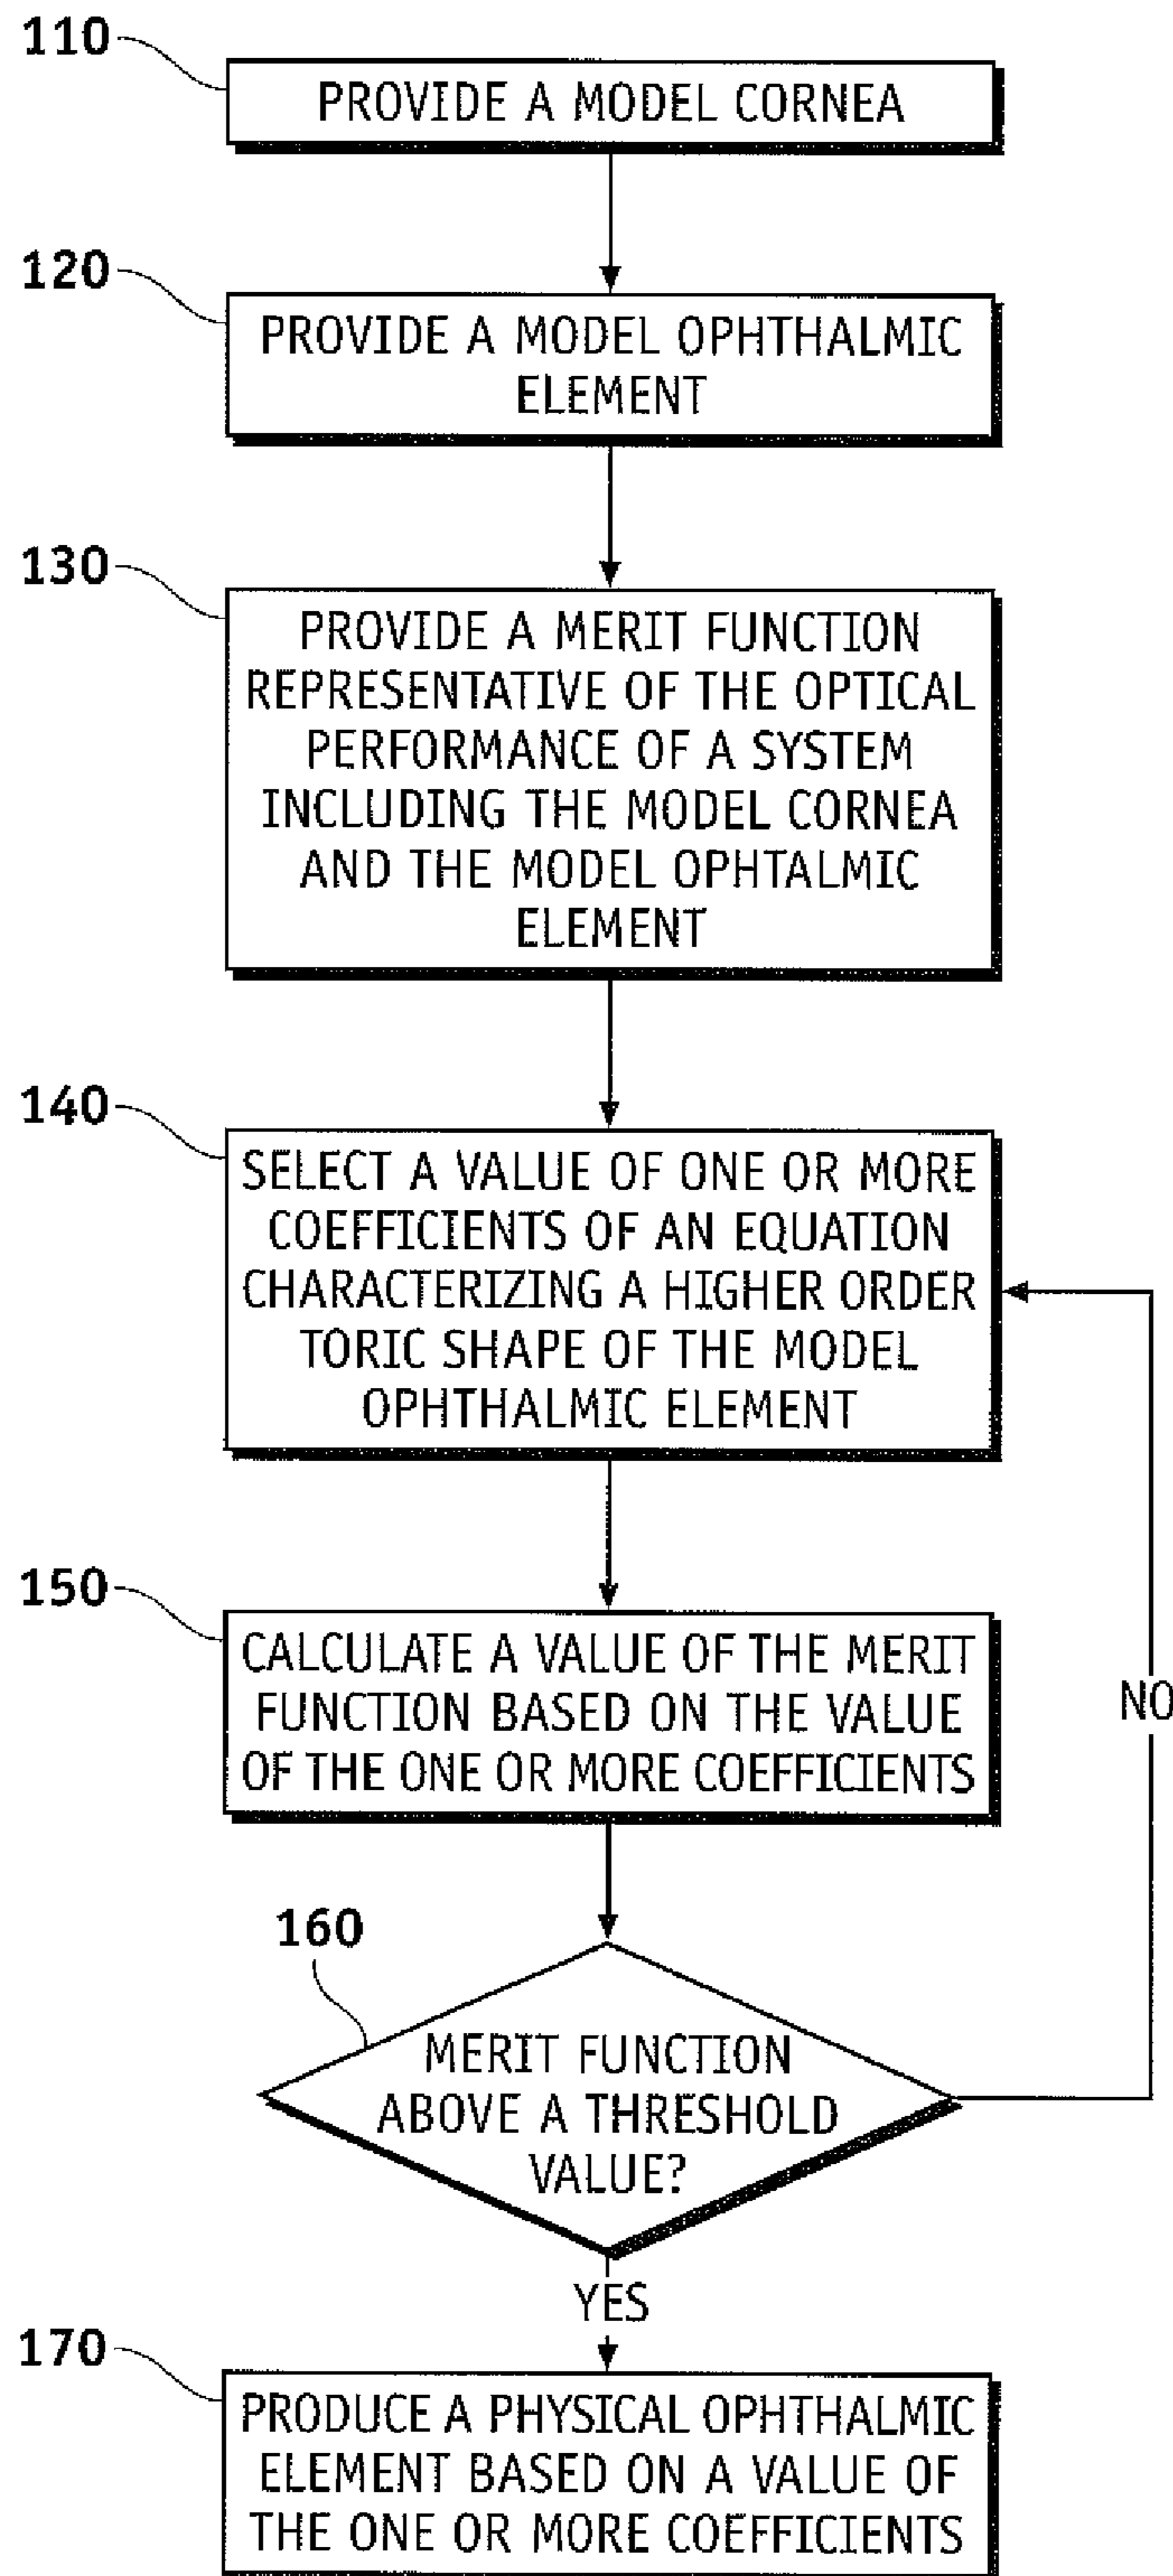 110
PROVIDE A MODEL CORNEA
120
PROVIDE A MODEL OPHTHALMIC
ELEMENT
130
PROVIDE A MERIT FUNCTION
REPRESENTATIVE OF THE OPTICAL
PERFORMANCE OF A SYSTEM
INCLUDING THE MODEL CORNEA
AND THE MODEL OPHTALMIC
ELEMENT
140
SELECT A VALUE OF ONE OR MORE
COEFFICIENTS OF AN EQUATION
CHARACTERIZING A HIGHER ORDER
TORIC SHAPE OF THE MODEL
OPHTHALMIC ELEMENT
150
CALCULATE A VALUE OF THE MERIT
FUNCTION BASED ON THE VALUE
OF THE ONE OR MORE COEFFICIENTS
NO
160
MERIT FUNCTION
ABOVE A THRESHOLD
VALUE?
YES
170
PRODUCE A PHYSICAL OPHTHALMIC
ELEMENT BASED ON A VALUE OF
THE ONE OR MORE COEFFICIENTS